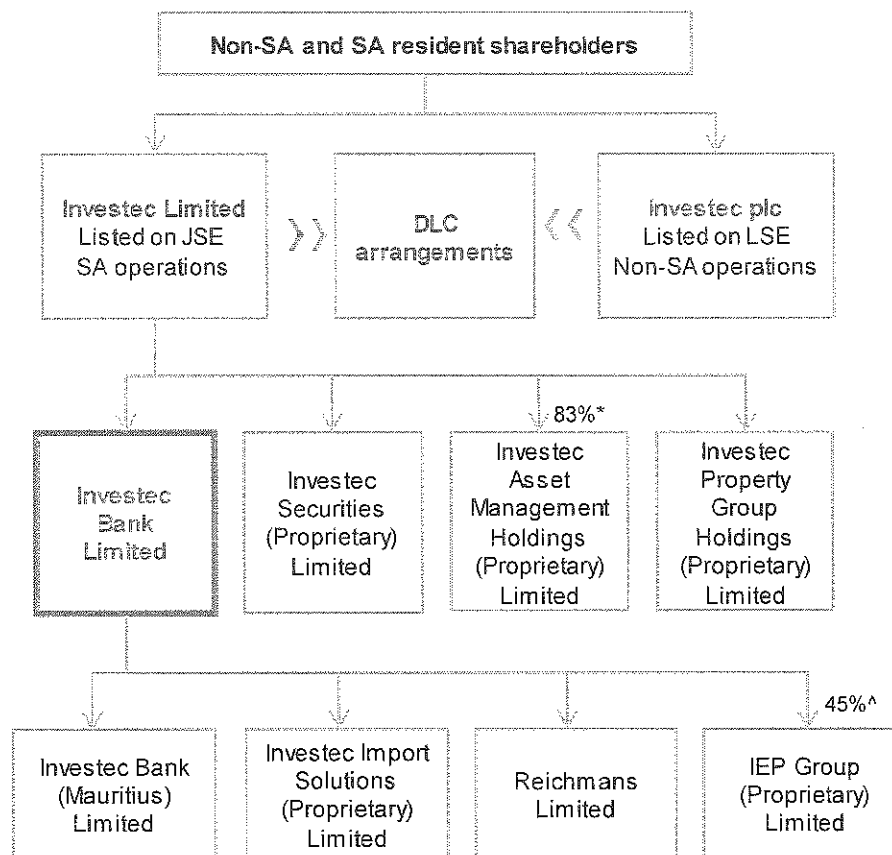 Non-SA and SA resident shareholders
Investec Limited
Listed on JSE
SA operations
DLC
arrangements
Investec plc
Listed on LSE
Non-SA operations
Investec
Bank
Limited
Investec
Securities
(Proprietary)
Limited
83%*
Investec
Asset
Management
Holdings
(Proprietary)
Limited
Investec
Property
Group
Holdings
(Proprietary)
Limited
Investec Bank
(Mauritius)
Limited
Investec Import
Solutions
(Proprietary)
Limited
Reichmans
Limited
45%^
IEP Group
(Proprietary)
Limited